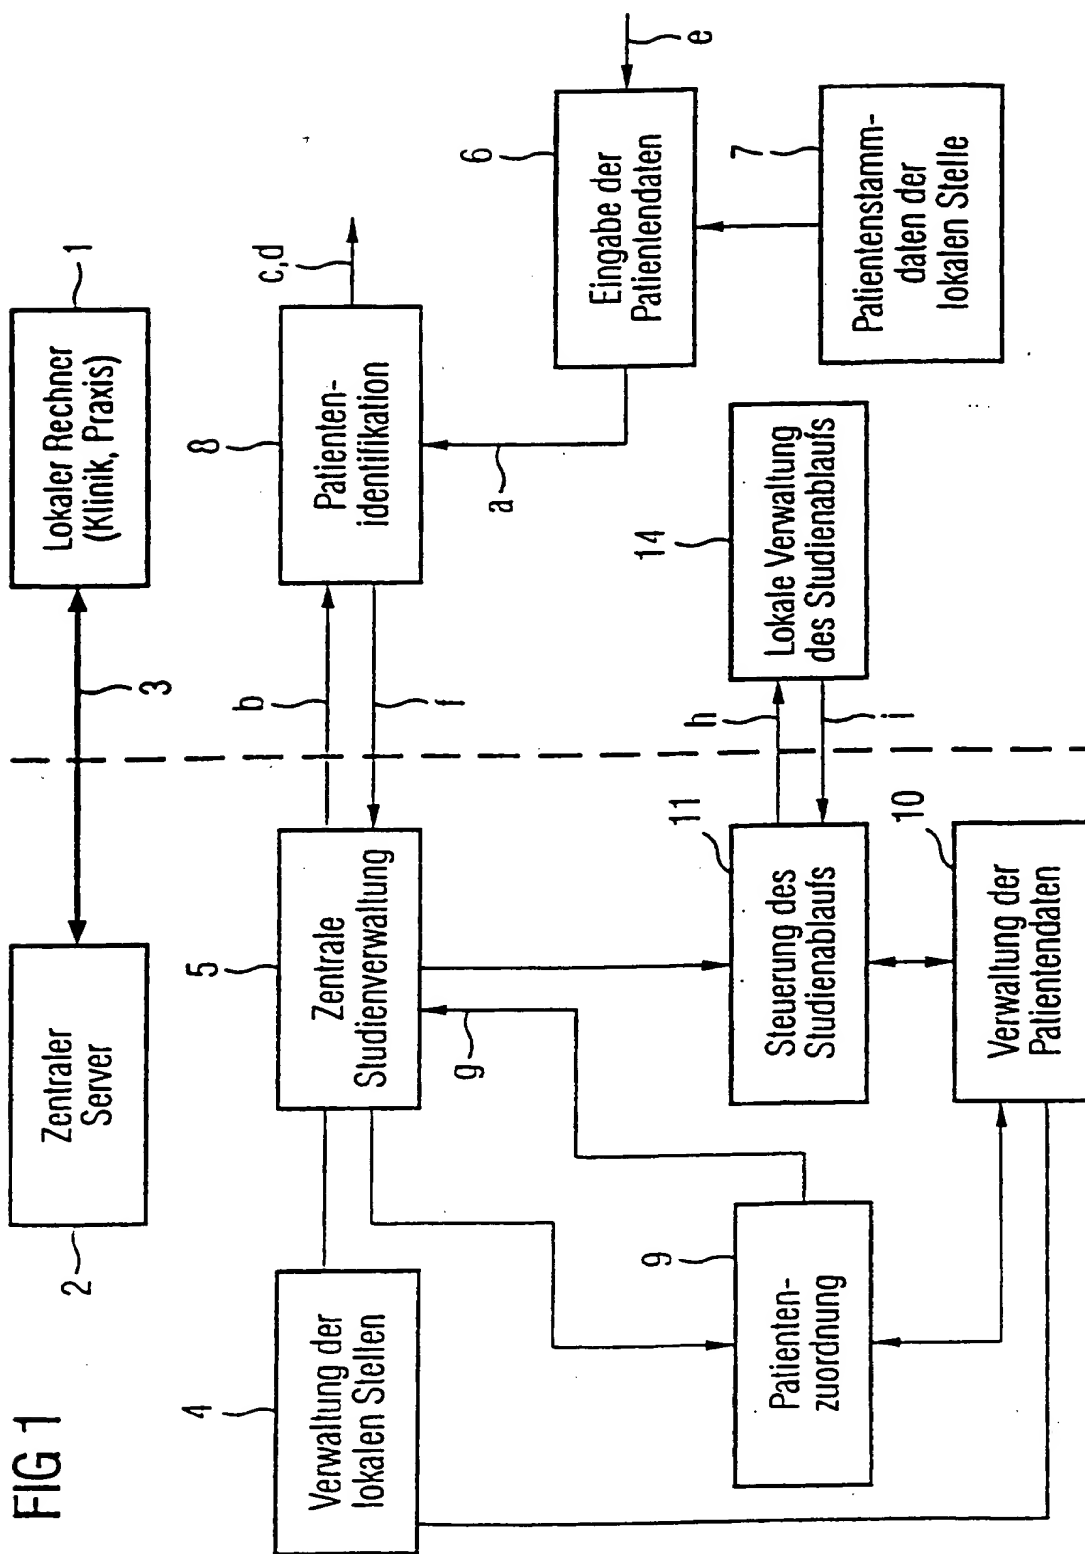 FIG 1
2
Zentraler
Server
3
Lokaler Rechner
(Klinik, Praxis)
1
4
Verwaltung der
lokalen Stellen
5
Zentrale
Studienverwaltung
b
f
8
Patienten-
identifikation
c,d
a
6
Eingabe der
Patientendaten
e
7
Patientenstamm-
daten der
lokalen Stelle
g
9
Patienten-
zuordnung
11
Steuerung des
Studienablaufs
h
i
14
Lokale Verwaltung
des Studienablaufs
10
Verwaltung der
Patientendaten